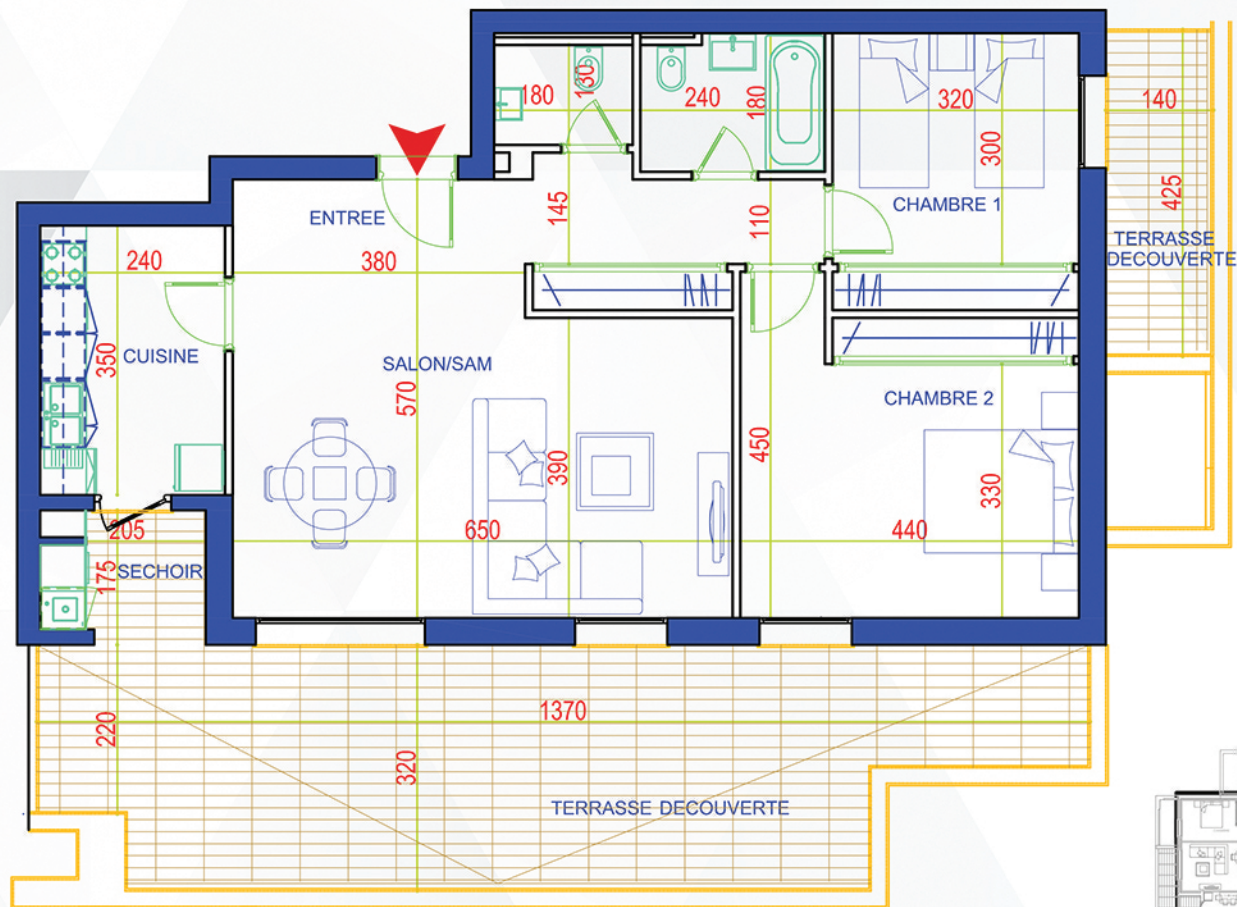 180
130
240
180
320
300
140
425
CHAMBRE 1
TERRASSE
DECOUVERTE
ENTREE
145
110
240
380
CUISINE
350
SALON/SAM
570
390
650
CHAMBRE 2
450
330
440
205
175
SECHOIR
220
1370
320
TERRASSE DECOUVERTE